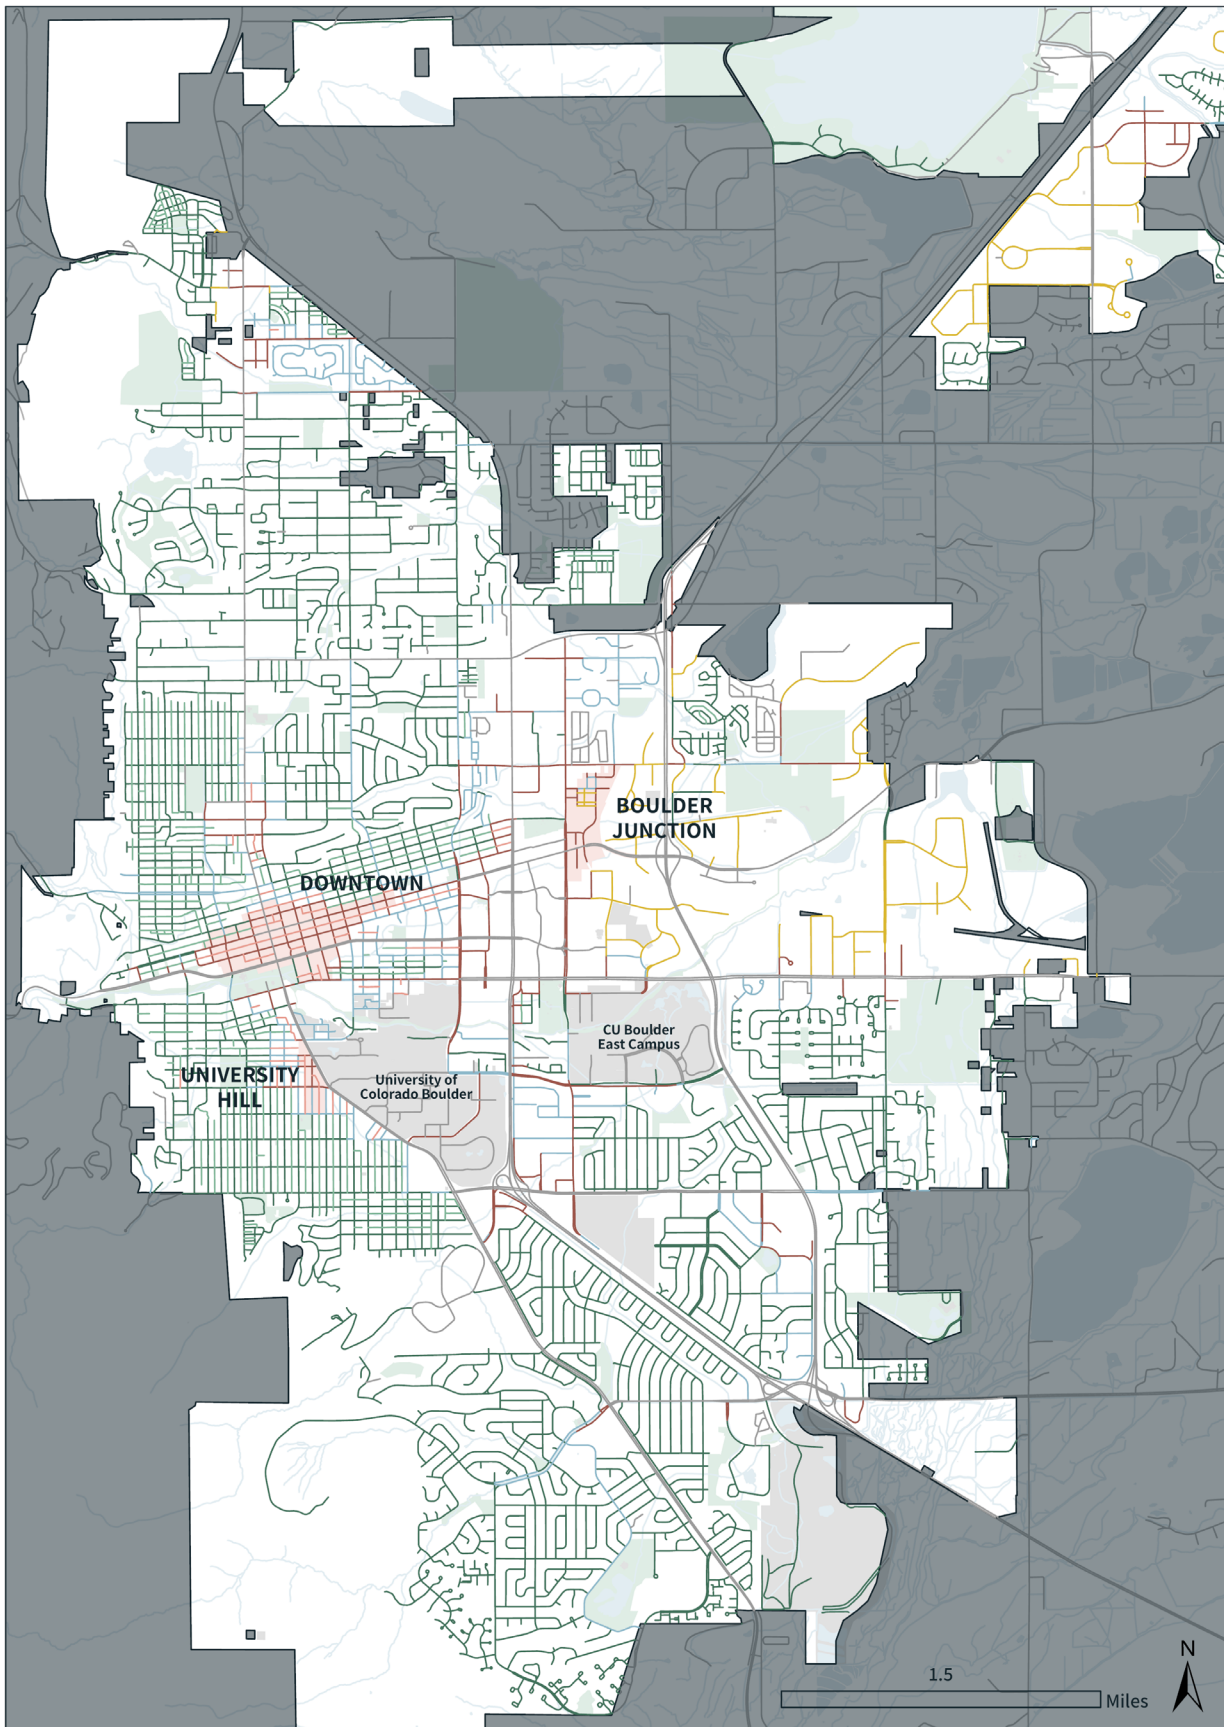 BOULDER
JUNCTION
DOWNTOWN
CU Boulder
East Campus
UNIVERSITY
HILL
University of
Colorado Boulder
N
1.5
Miles